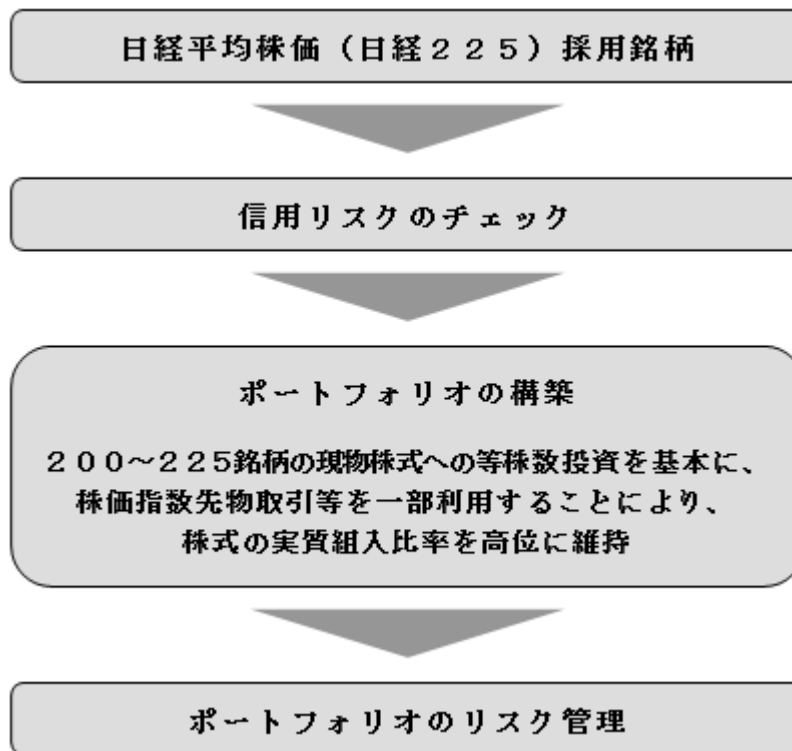 日経平均株価（日経２２５）採用銘柄
信用リスクのチェック
ポートフォリオの構築
２００～２２５銘柄の現物株式への等株数投資を基本に、
株価指数先物取引等を一部利用することにより、
株式の実質組入比率を高位に維持
ポートフォリオのリスク管理